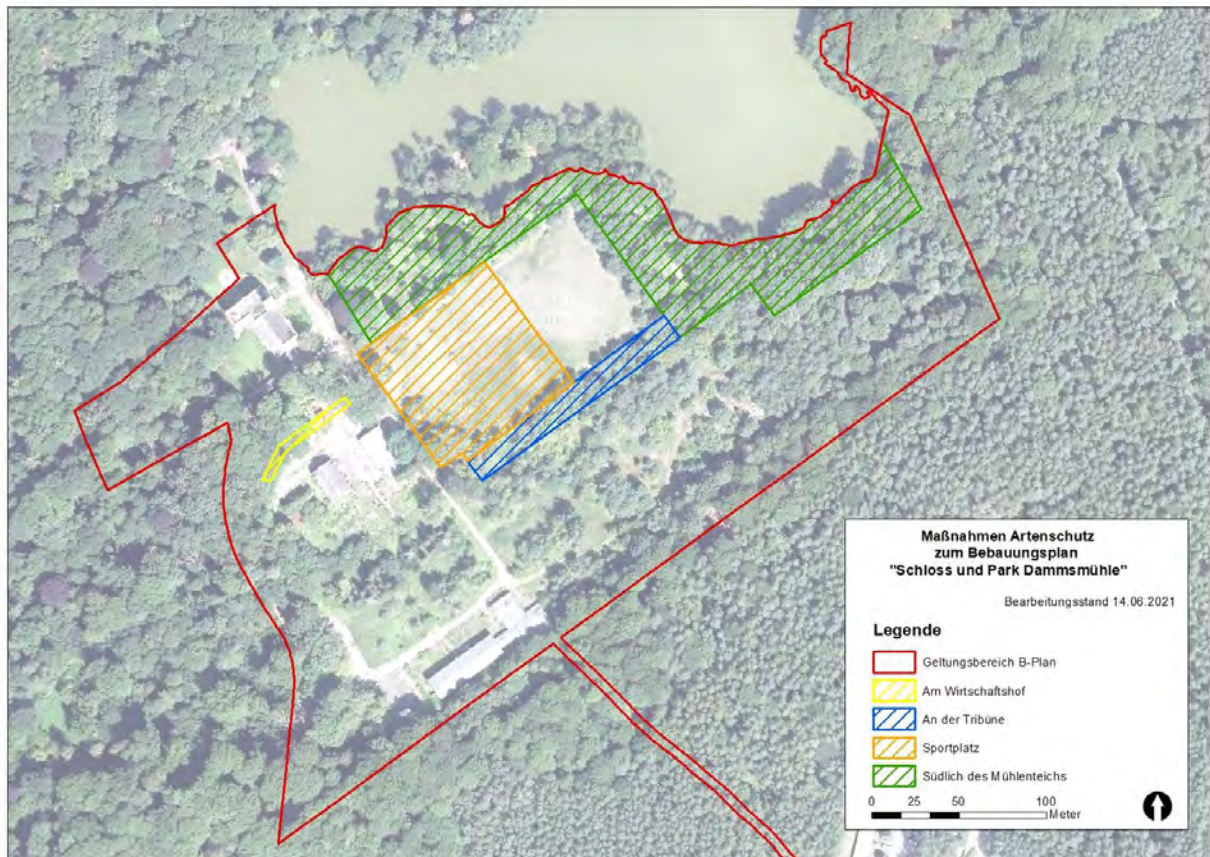 Maßnahmen Artenschutz
zum Bebauungsplan
"Schloss und Park Dammsmühle"
Bearbeitungsstand 14.06.2021
Legende
Geltungsbereich B-Plan
Am Wirtschaftshof
An der Tribüne
Sportplatz
Südlich des Mühlenteichs
0 25 50 100
Meter